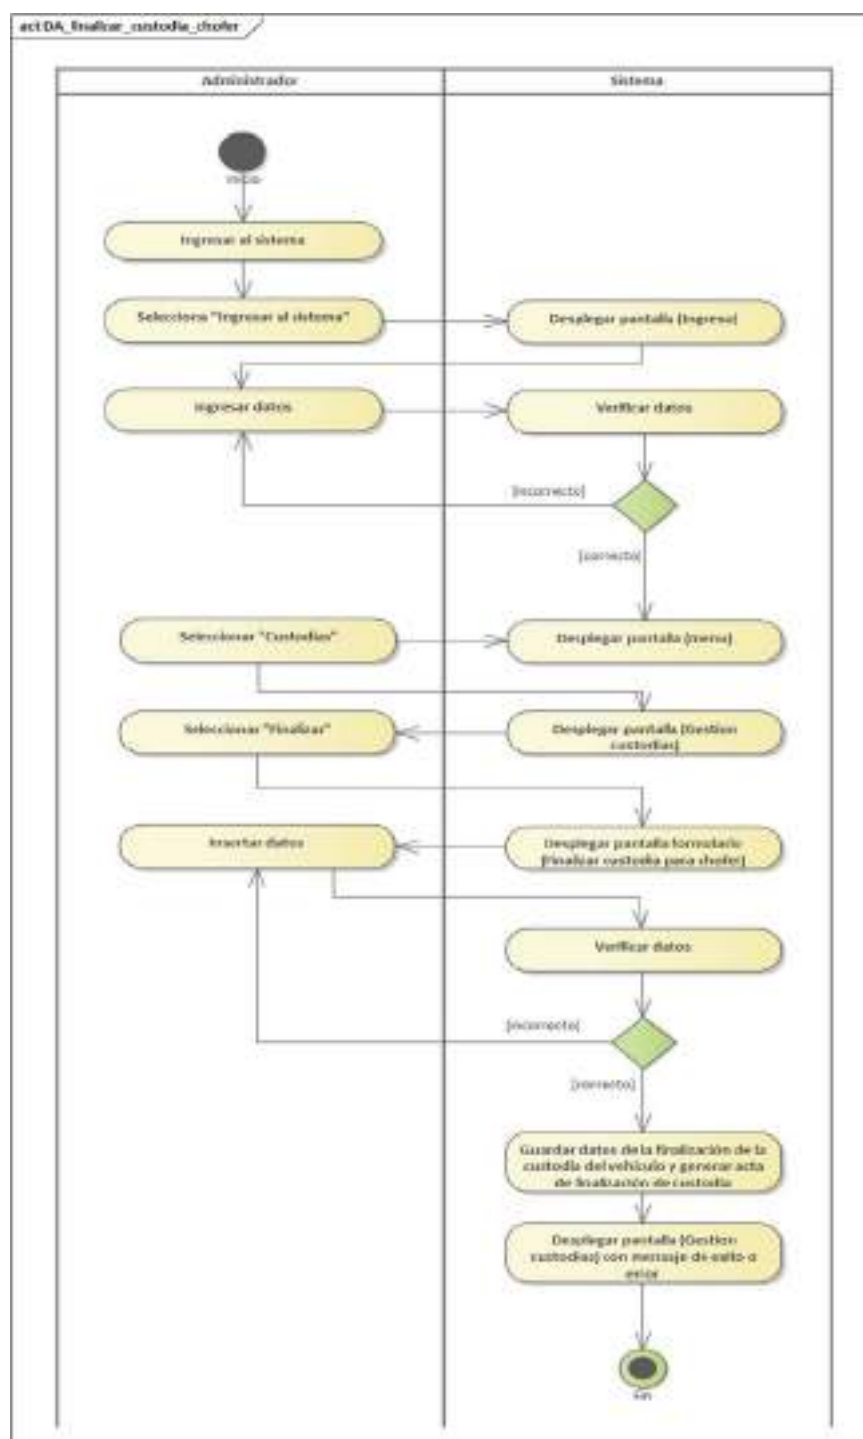 act DA_finalizar_custodia_chofer
Administrador
Sistema
Inicio
Ingresar al sistema
Selecciona "Ingresar al sistema"
Desplegar pantalla (Ingreso)
Ingresar datos
Verificar datos
[incorrecto]
[correcto]
Seleccionar "Custodias"
Desplegar pantalla (menu)
Seleccionar "Finalizar"
Desplegar pantalla (Gestion
custodias)
Insertar datos
Desplegar pantalla formulario
(Finalizar custodia para chofer)
Verificar datos
[incorrecto]
[correcto]
Guardar datos de la finalización de la
custodia del vehículo y generar acta
de finalización de custodia
Desplegar pantalla (Gestion
custodias) con mensaje de exito o
error
Fin